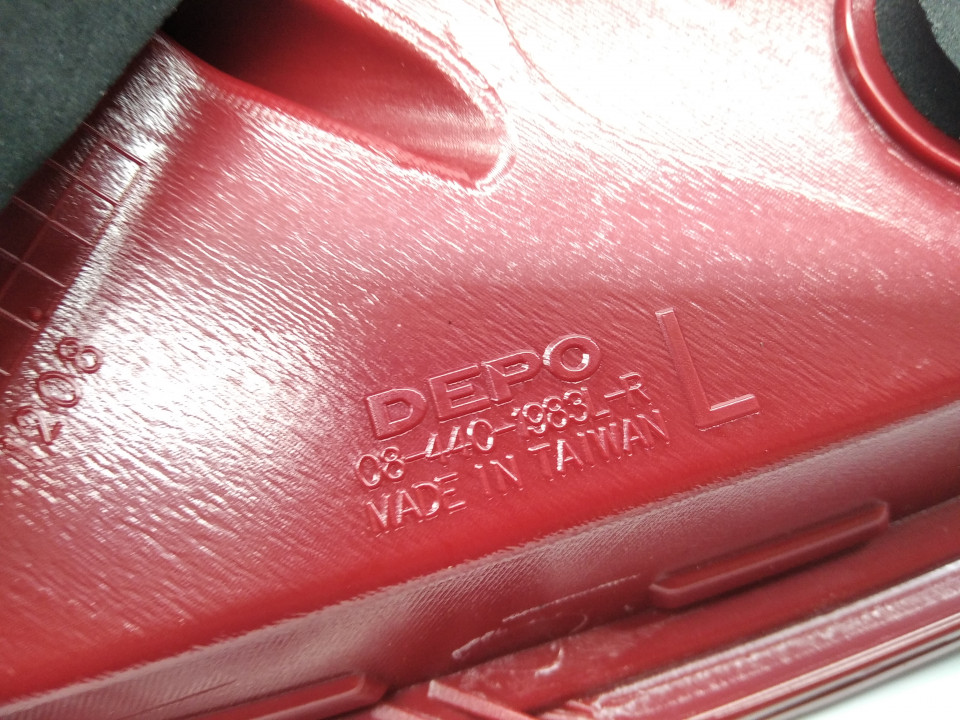 DEPO
08-440-1983L-R
MADE IN TAIWAN
L